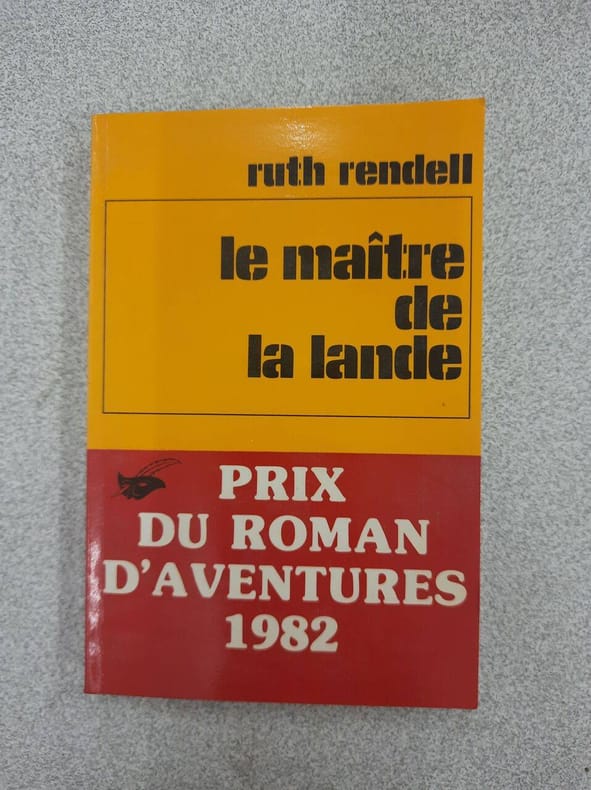 ruth rendell
le maître
de
la lande
PRIX
DU ROMAN
D'AVENTURES
1982